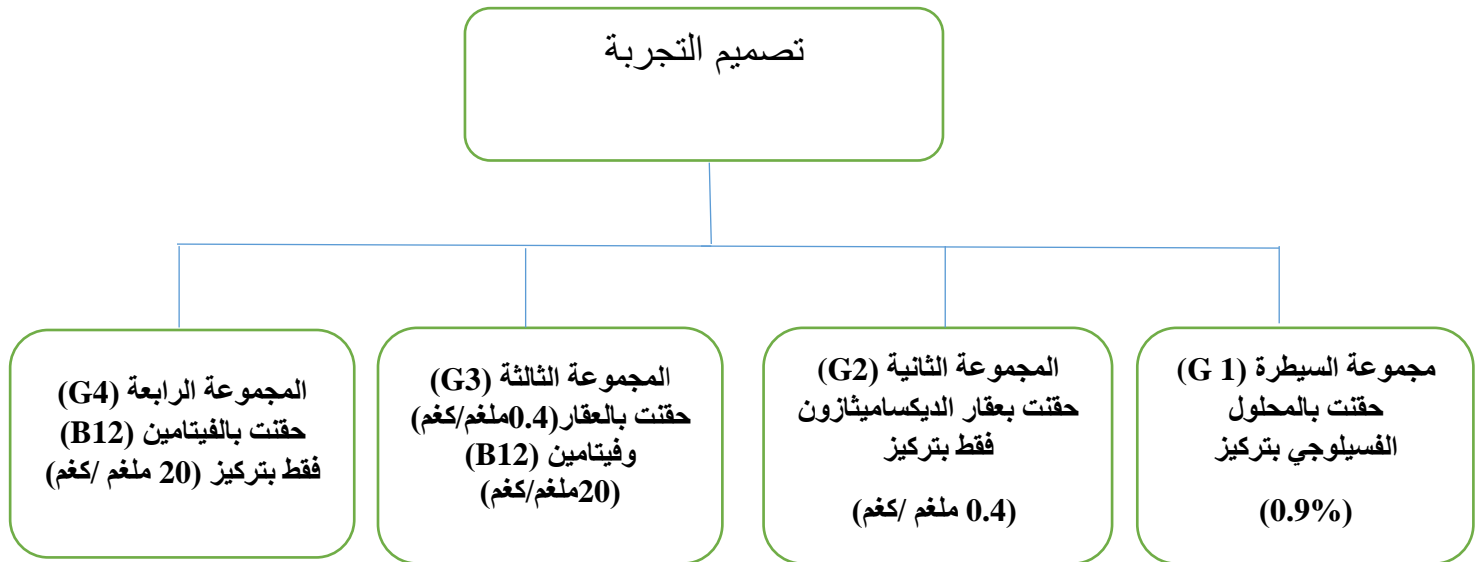 تصميم التجربة
مجموعة السيطرة (G 1)
حقنت بالمحلول
الفسيلوجي بتركيز
(0.9%)
المجموعة الثانية (G2)
حقنت بعقار الديكساميثازون
فقط بتركيز
(0.4 ملغم /كغم)
المجموعة الثالثة (G3)
حقنت بالعقار(0.4ملغم/كغم)
وفيتامين (B12)
(20ملغم/كغم)
المجموعة الرابعة (G4)
حقنت بالفيتامين (B12)
فقط بتركيز (20 ملغم /كغم)